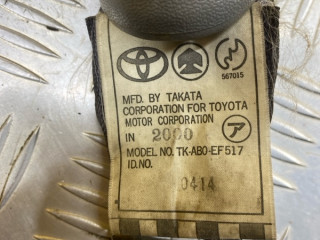 567015
MFD. BY TAKATA
CORPORATION FOR TOYOTA
MOTOR CORPORATION
IN 2000
ア
MODEL NO. TK-AB0-EF517
ID.NO.
0414